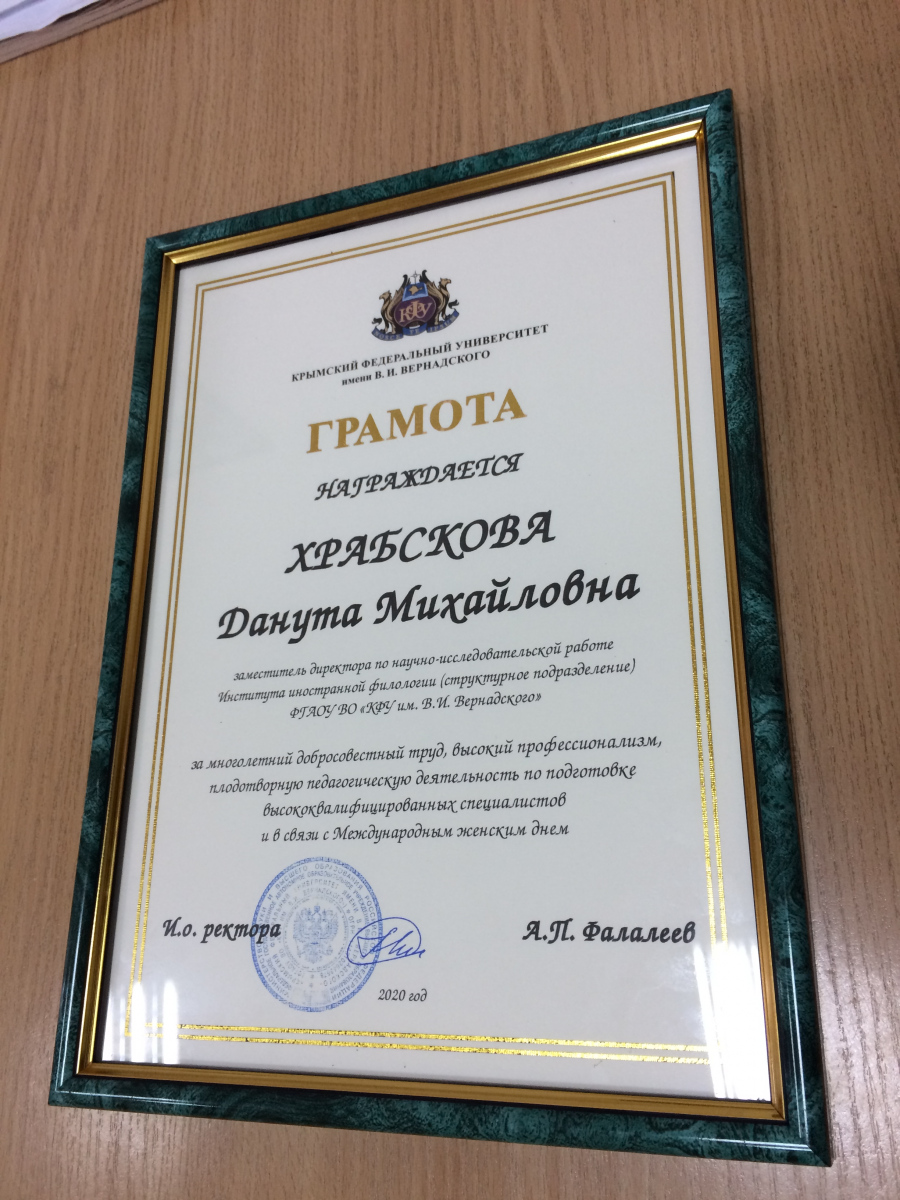 КФУ
КРЫМСКИЙ ФЕДЕРАЛЬНЫЙ УНИВЕРСИТЕТ
имени В. И. ВЕРНАДСКОГО
ГРАМОТА
НАГРАЖДАЕТСЯ
ХРАБСКОВА
Данута Михайловна
заместитель директора по научно-исследовательской работе
Института иностранной филологии (структурное подразделение)
ФГАОУ ВО «КФУ им. В.И. Вернадского»
за многолетний добросовестный труд, высокий профессионализм,
плодотворную педагогическую деятельность по подготовке
высококвалифицированных специалистов
и в связи с Международным женским днем
И.о. ректора
А.П. Фалалеев
2020 год